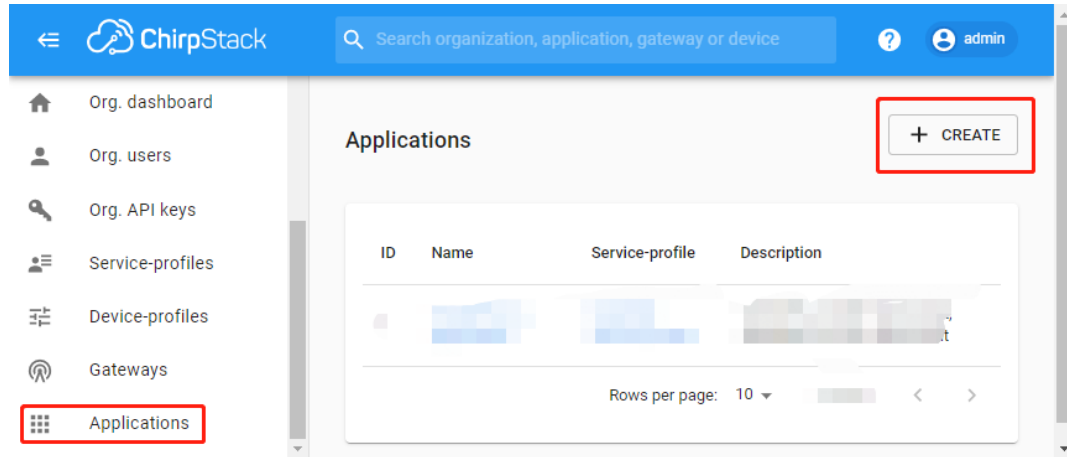 ChirpStack
Search organization, application, gateway or device
?
admin
Org. dashboard
Org. users
Org. API keys
Service-profiles
Device-profiles
Gateways
Applications
Applications
+ CREATE
ID Name Service-profile Description
Rows per page: 10